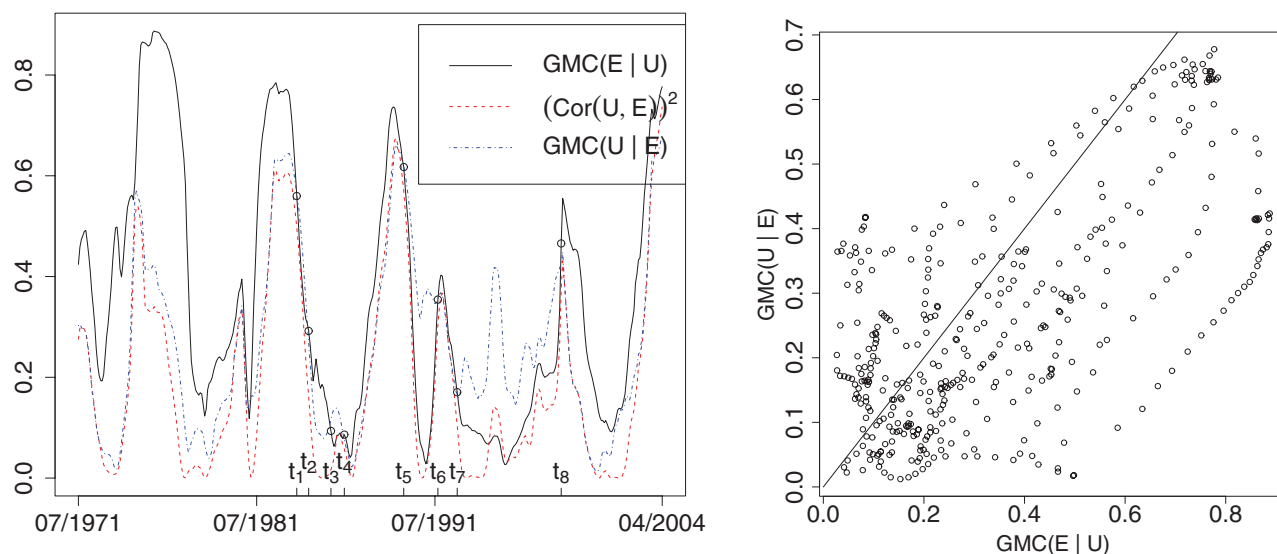 GMC(E | U)
(Cor(U, E))²
GMC(U | E)
0.8
0.6
0.4
0.2
0.0
t₁ t₂ t₃ t₄ t₅ t₆ t₇ t₈
07/1971 07/1981 07/1991 04/2004
GMC(U | E)
0.7
0.6
0.5
0.4
0.3
0.2
0.1
0.0
0.0 0.2 0.4 0.6 0.8
GMC(E | U)